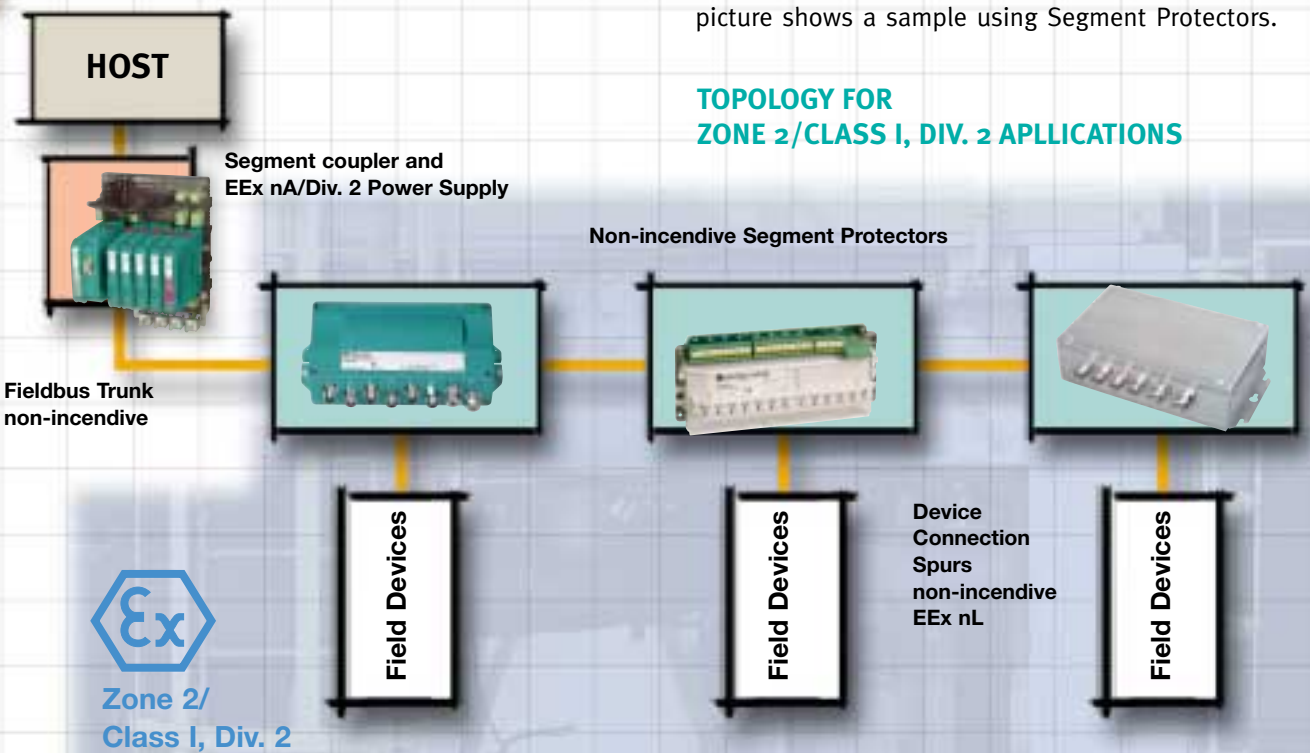 picture shows a sample using Segment Protectors.
HOST
TOPOLOGY FOR
ZONE 2/CLASS I, DIV. 2 APLLICATIONS
Segment coupler and
EEx nA/Div. 2 Power Supply
Non-incendive Segment Protectors
Fieldbus Trunk
non-incendive
Field Devices
Field Devices
Device
Connection
Spurs
non-incendive
EEx nL
Field Devices
Ex
Zone 2/
Class I, Div. 2